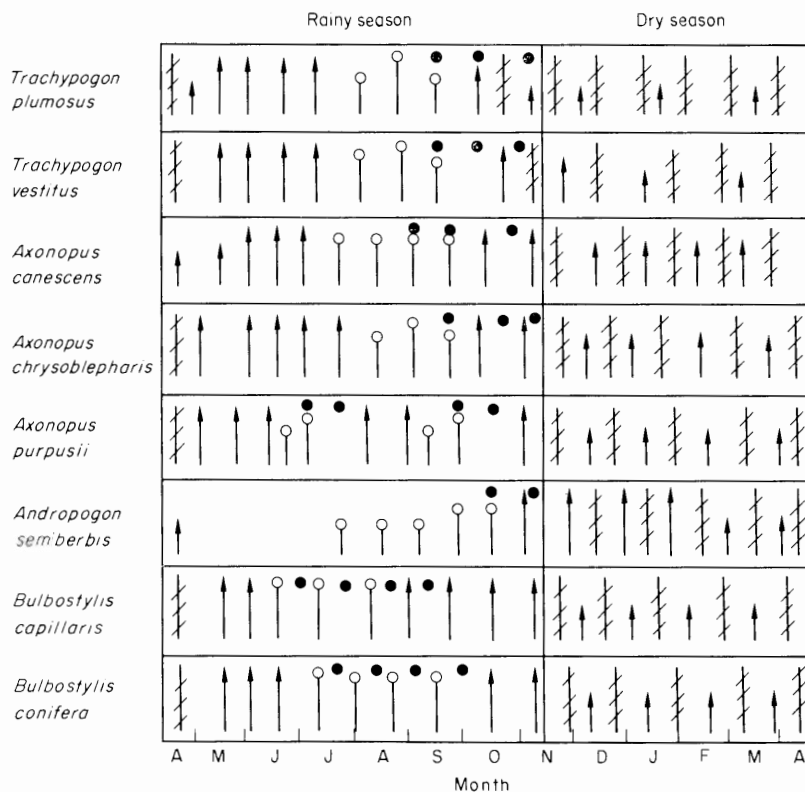 Rainy season
Dry season
Trachypogon
plumosus
Trachypogon
vestitus
Axonopus
canescens
Axonopus
chrysoblepharis
Axonopus
purpusii
Andropogon
semiberbis
Bulbostylis
capillaris
Bulbostylis
conifera
A M J J A S O N D J F M A
Month